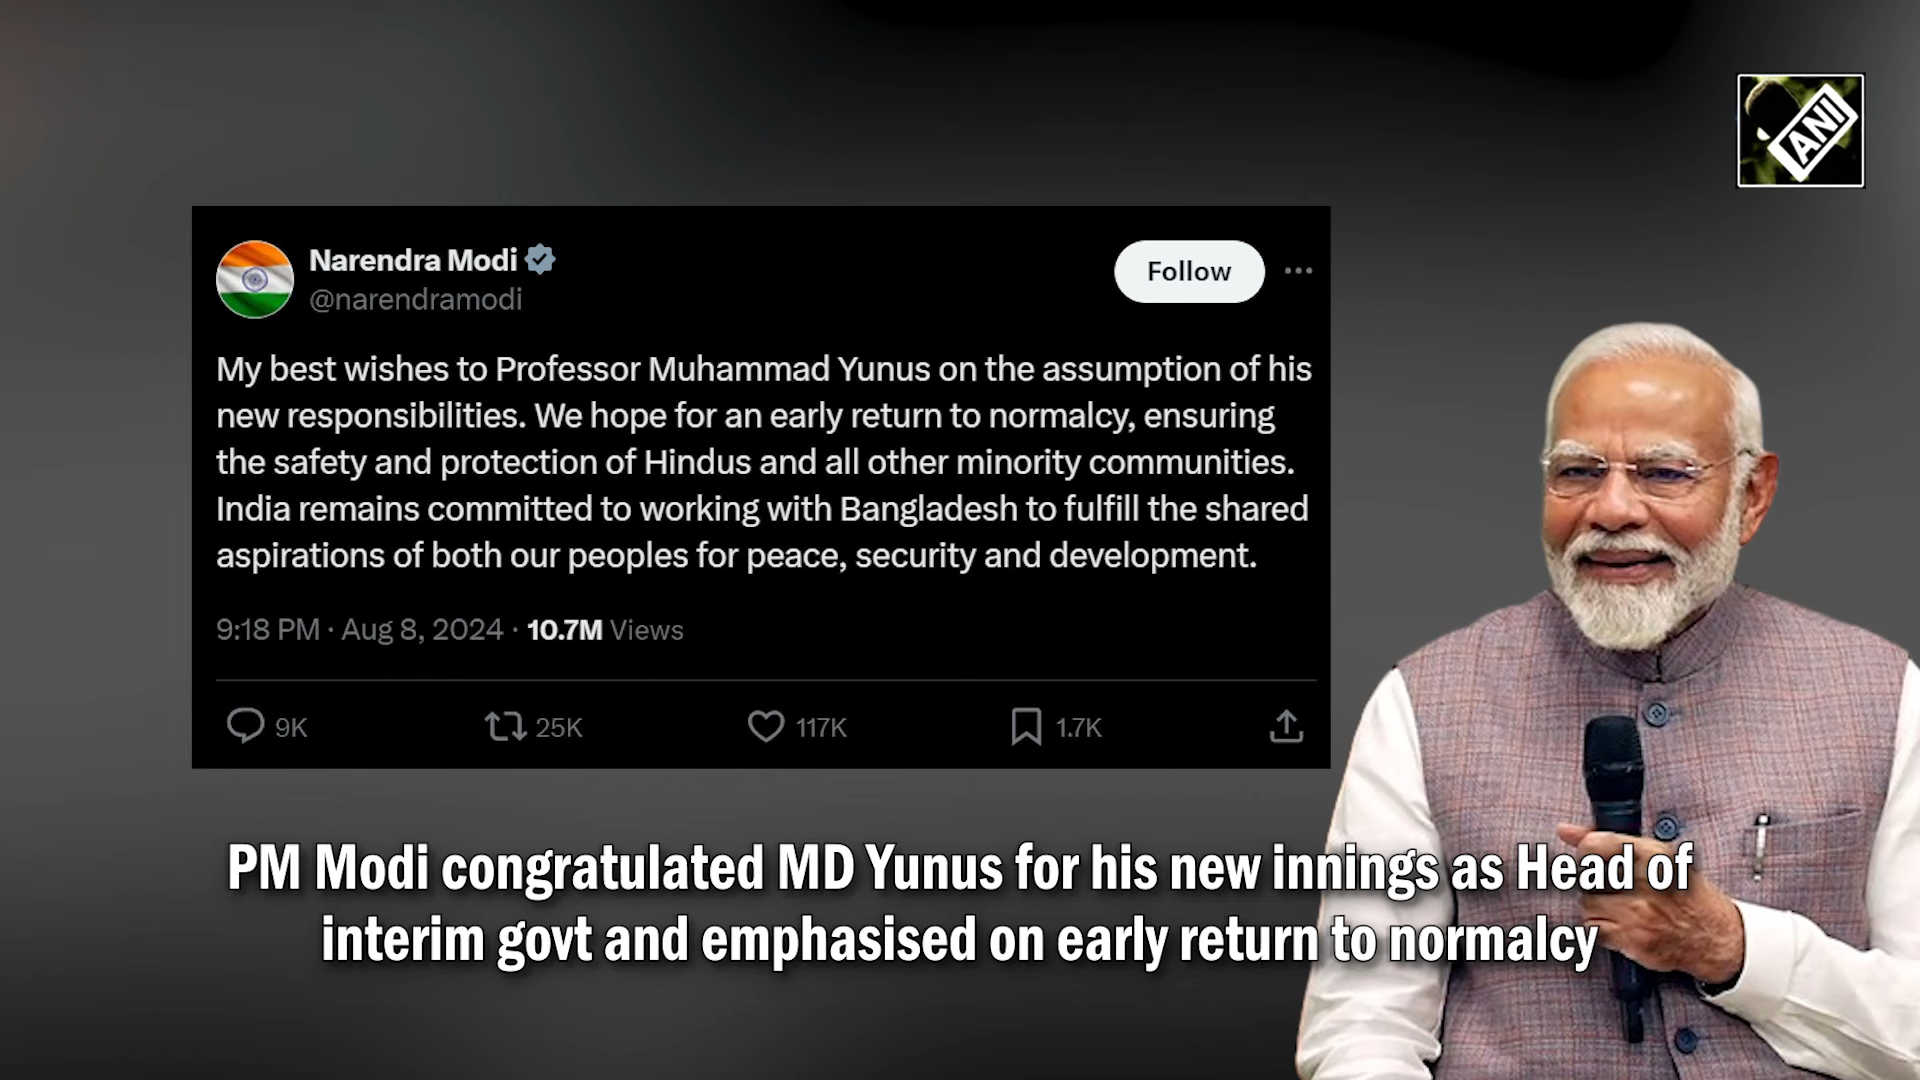 ANI
Narendra Modi
@narendramodi
Follow
My best wishes to Professor Muhammad Yunus on the assumption of his
new responsibilities. We hope for an early return to normalcy, ensuring
the safety and protection of Hindus and all other minority communities.
India remains committed to working with Bangladesh to fulfill the shared
aspirations of both our peoples for peace, security and development.
9:18 PM · Aug 8, 2024 · 10.7M Views
9K 25K 117K 1.7K
PM Modi congratulated MD Yunus for his new innings as Head of
interim govt and emphasised on early return to normalcy